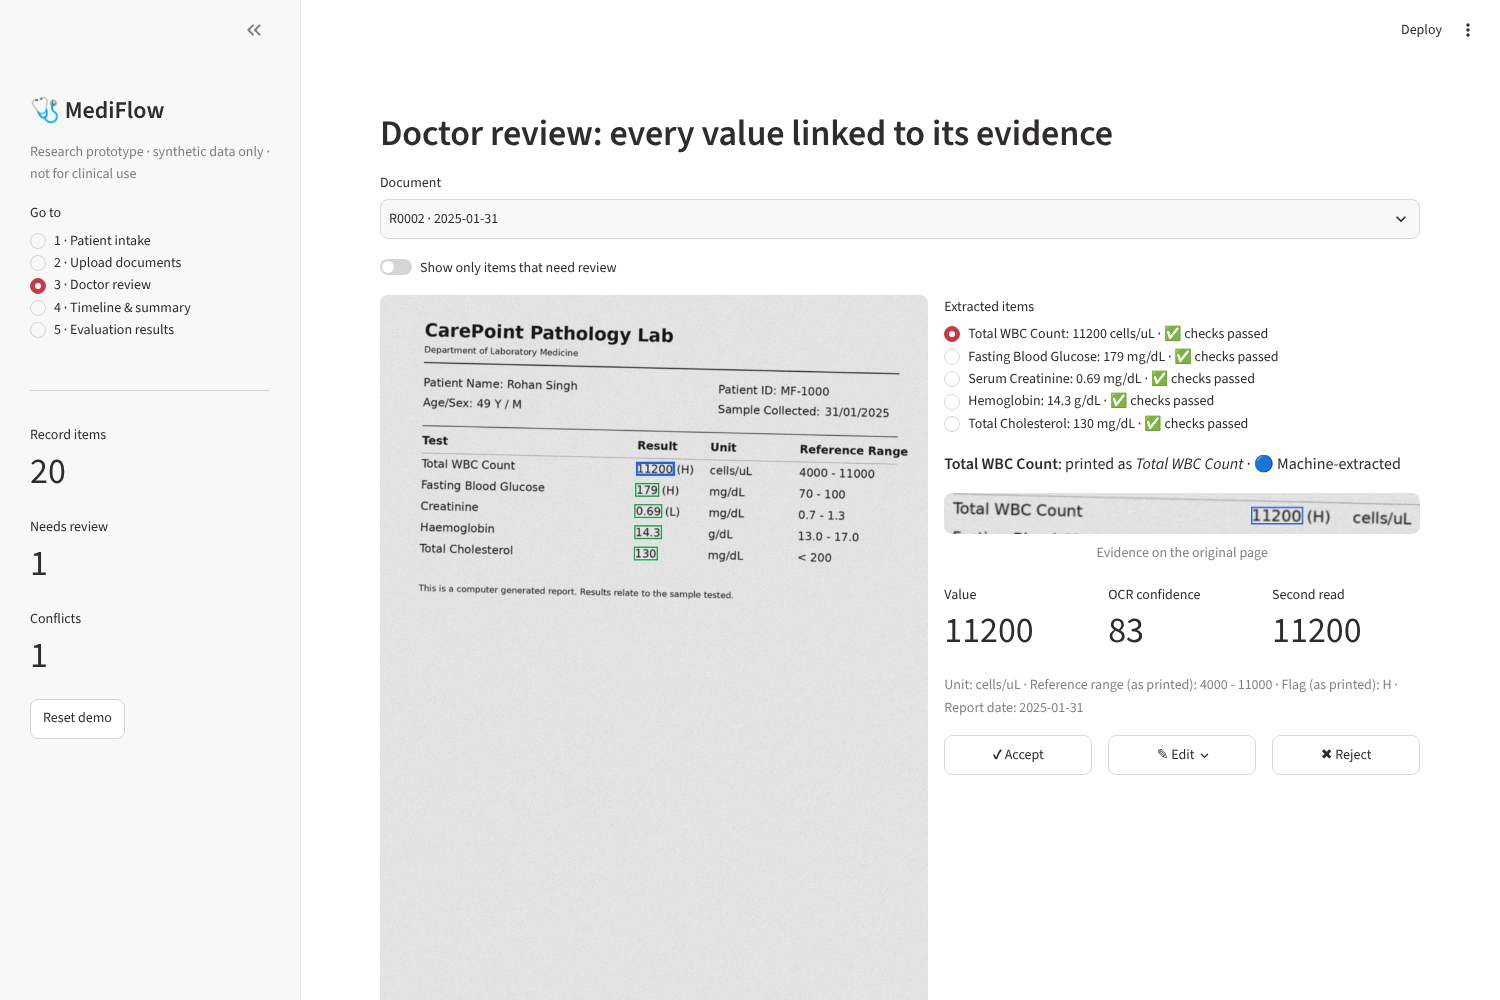 Deploy
🩺 MediFlow
Research prototype · synthetic data only ·
not for clinical use
Go to
1 · Patient intake
2 · Upload documents
3 · Doctor review
4 · Timeline & summary
5 · Evaluation results
Record items
20
Needs review
1
Conflicts
1
Reset demo
Doctor review: every value linked to its evidence
Document
R0002 · 2025-01-31
Show only items that need review
CarePoint Pathology Lab
Department of Laboratory Medicine
Patient Name: Rohan Singh Patient ID: MF-1000
Age/Sex: 49 Y / M Sample Collected: 31/01/2025
Test Result Unit Reference Range
Total WBC Count 11200 (H) cells/uL 4000 - 11000
Fasting Blood Glucose 179 (H) mg/dL 70 - 100
Creatinine 0.69 (L) mg/dL 0.7 - 1.3
Haemoglobin 14.3 g/dL 13.0 - 17.0
Total Cholesterol 130 mg/dL < 200
This is a computer generated report. Results relate to the sample tested.
Extracted items
Total WBC Count: 11200 cells/uL · ✅ checks passed
Fasting Blood Glucose: 179 mg/dL · ✅ checks passed
Serum Creatinine: 0.69 mg/dL · ✅ checks passed
Hemoglobin: 14.3 g/dL · ✅ checks passed
Total Cholesterol: 130 mg/dL · ✅ checks passed
Total WBC Count: printed as Total WBC Count · 🔵 Machine-extracted
Total WBC Count 11200 (H) cells/uL
Evidence on the original page
Value OCR confidence Second read
11200 83 11200
Unit: cells/uL · Reference range (as printed): 4000 - 11000 · Flag (as printed): H ·
Report date: 2025-01-31
✓ Accept ✎ Edit ✖ Reject